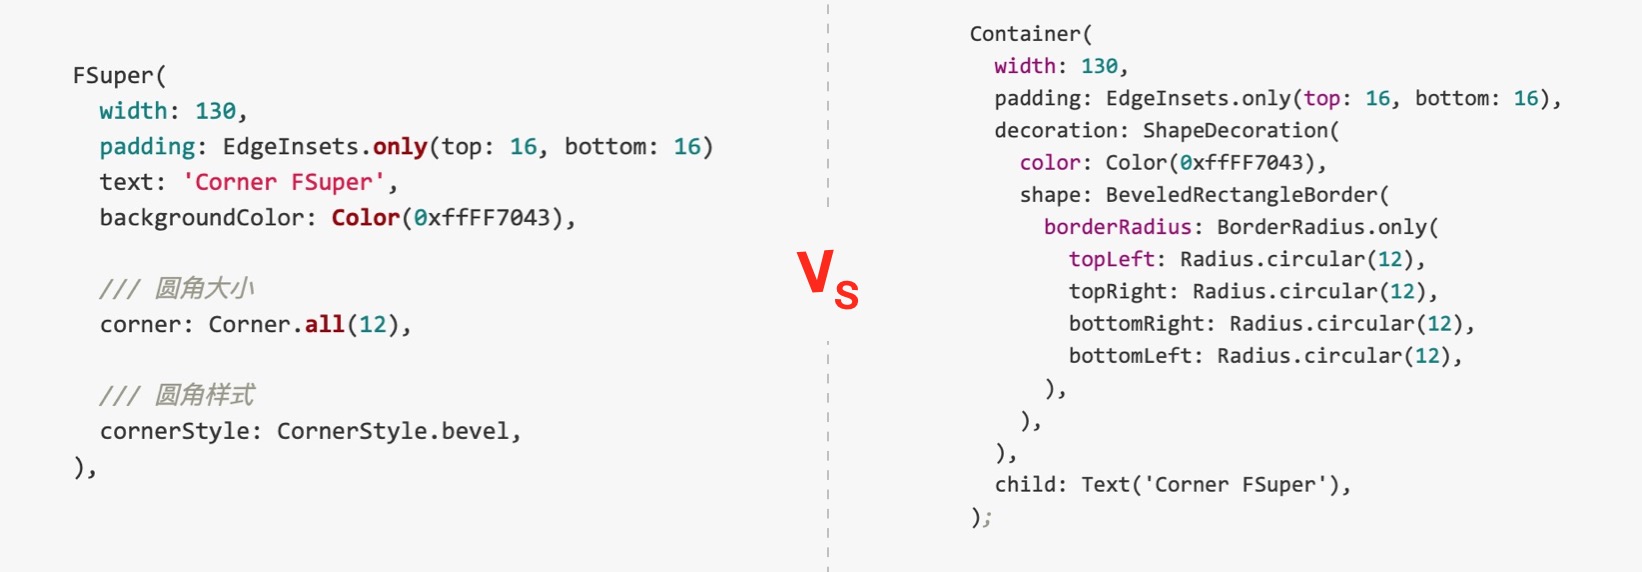 FSuper(
  width: 130,
  padding: EdgeInsets.only(top: 16, bottom: 16)
  text: 'Corner FSuper',
  backgroundColor: Color(0xffFF7043),
  /// 圆角大小
  corner: Corner.all(12),
  /// 圆角样式
  cornerStyle: CornerStyle.bevel,
),
Vs
Container(
  width: 130,
  padding: EdgeInsets.only(top: 16, bottom: 16),
  decoration: ShapeDecoration(
    color: Color(0xffFF7043),
    shape: BeveledRectangleBorder(
      borderRadius: BorderRadius.only(
        topLeft: Radius.circular(12),
        topRight: Radius.circular(12),
        bottomRight: Radius.circular(12),
        bottomLeft: Radius.circular(12),
      ),
    ),
  ),
  child: Text('Corner FSuper'),
);